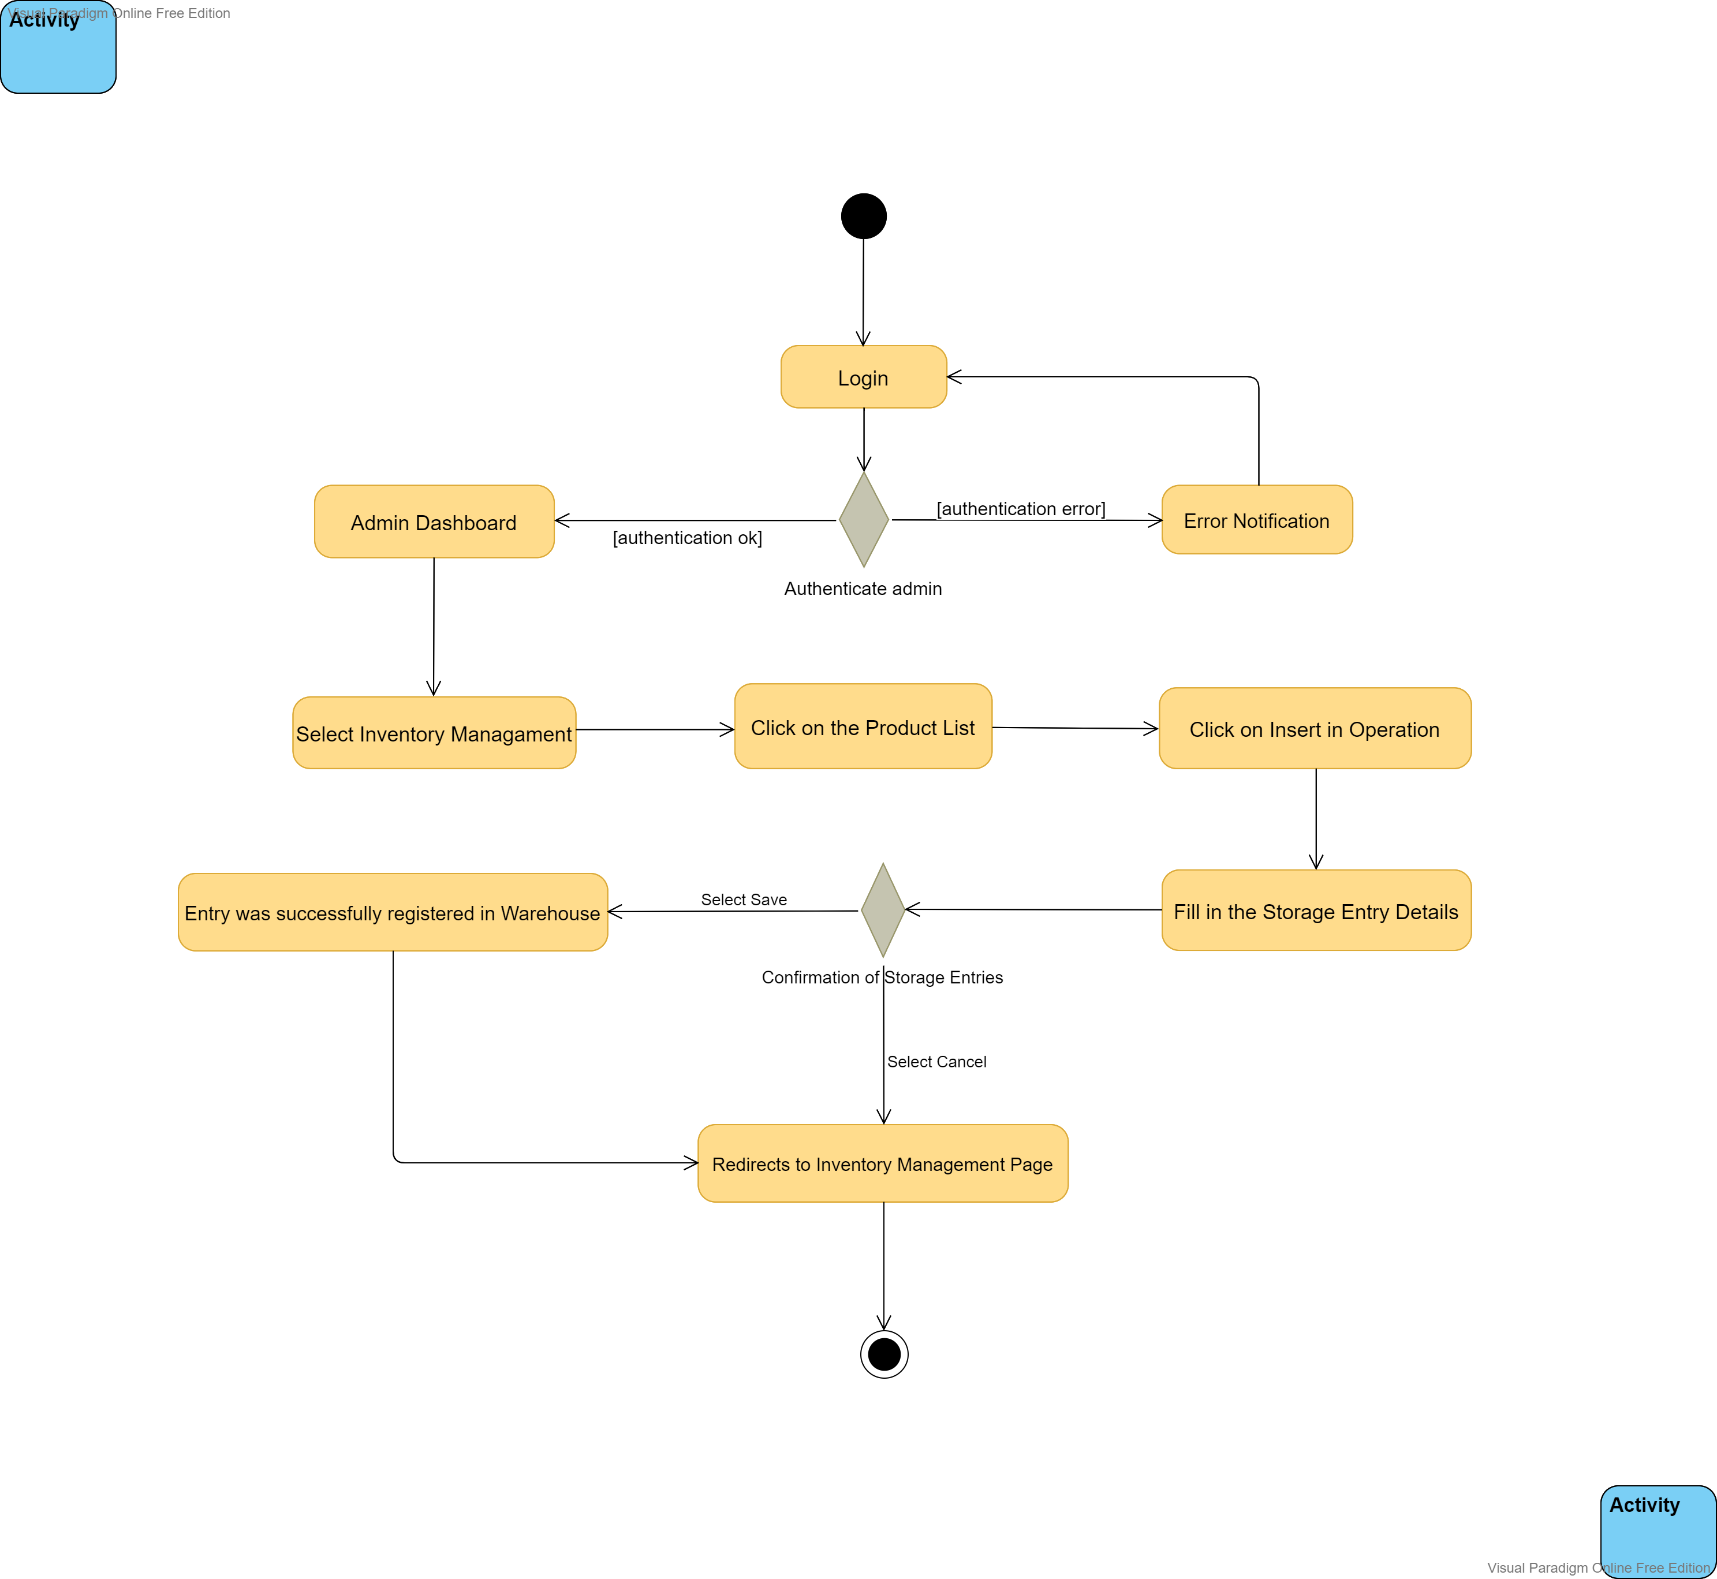 Visual Paradigm Online Free Edition
Activity
Login
[authentication error]
Admin Dashboard
Error Notification
[authentication ok]
Authenticate admin
Select Inventory Managament
Click on the Product List
Click on Insert in Operation
Select Save
Entry was successfully registered in Warehouse
Fill in the Storage Entry Details
Confirmation of Storage Entries
Select Cancel
Redirects to Inventory Management Page
Activity
Visual Paradigm Online Free Edition